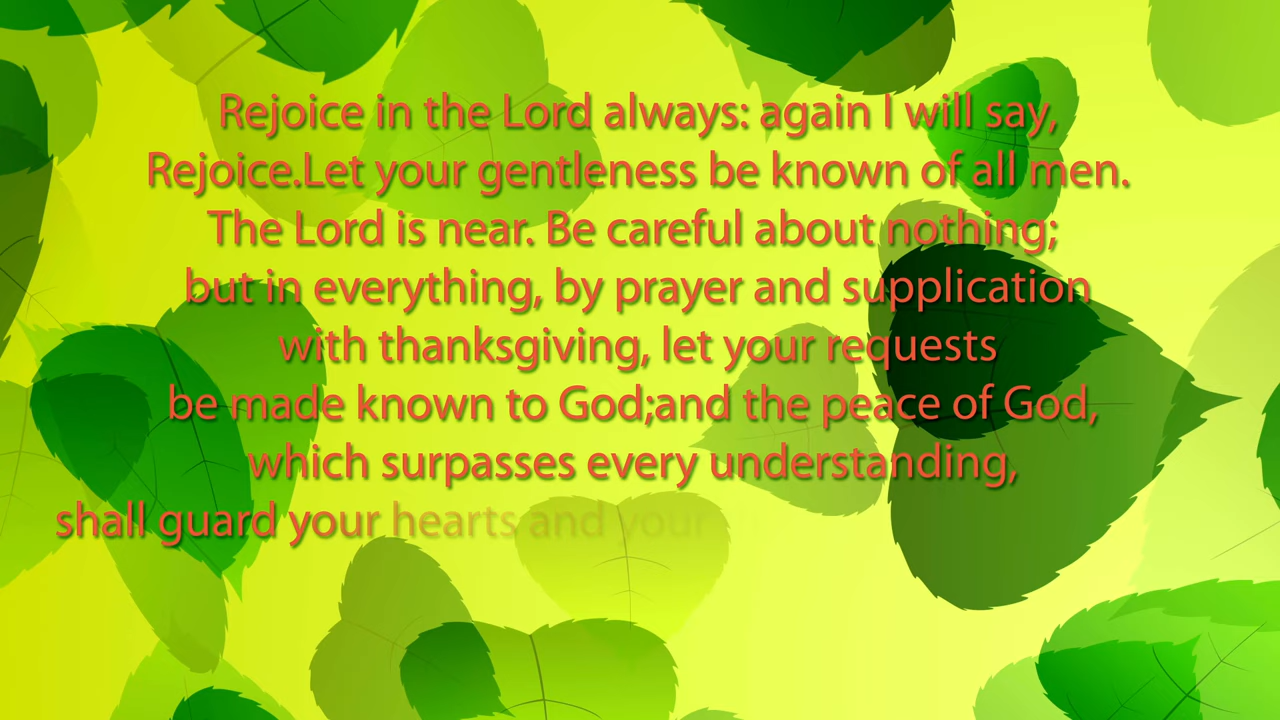 Rejoice in the Lord always: again I will say,
Rejoice.Let your gentleness be known of all men.
The Lord is near. Be careful about nothing;
but in everything, by prayer and supplication
with thanksgiving, let your requests
be made known to God;and the peace of God,
which surpasses every understanding,
shall guard your hearts and your